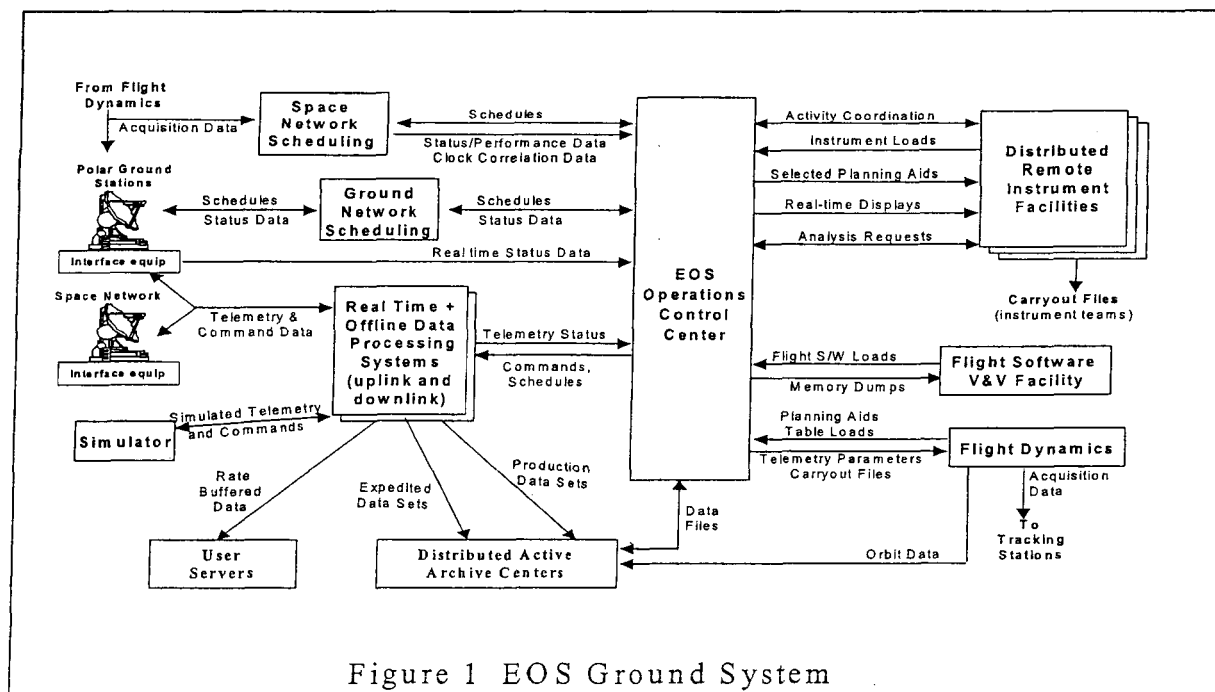 From Flight
Dynamics
Acquisition Data
Space
Network
Scheduling
Schedules
Status/Performance Data
Clock Correlation Data
Polar Ground
Stations
Interface equip
Schedules
Status Data
Ground
Network
Scheduling
Schedules
Status Data
Real time Status Data
Space Network
Interface equip
Telemetry &
Command Data
Real Time +
Offline Data
Processing
Systems
(uplink and
downlink)
Telemetry Status
Commands,
Schedules
Simulator
Simulated Telemetry
and Commands
Rate
Buffered
Data
Expedited
Data Sets
Production
Data Sets
User
Servers
Distributed Active
Archive Centers
EOS
Operations
Control
Center
Data
Files
Activity Coordination
Instrument Loads
Selected Planning Aids
Real-time Displays
Analysis Requests
Distributed
Remote
Instrument
Facilities
Carryout Files
(instrument teams)
Flight S/W Loads
Memory Dumps
Flight Software
V&V Facility
Planning Aids
Table Loads
Telemetry Parameters
Carryout Files
Flight Dynamics
Acquisition
Data
To
Tracking
Stations
Orbit Data
Figure 1 EOS Ground System